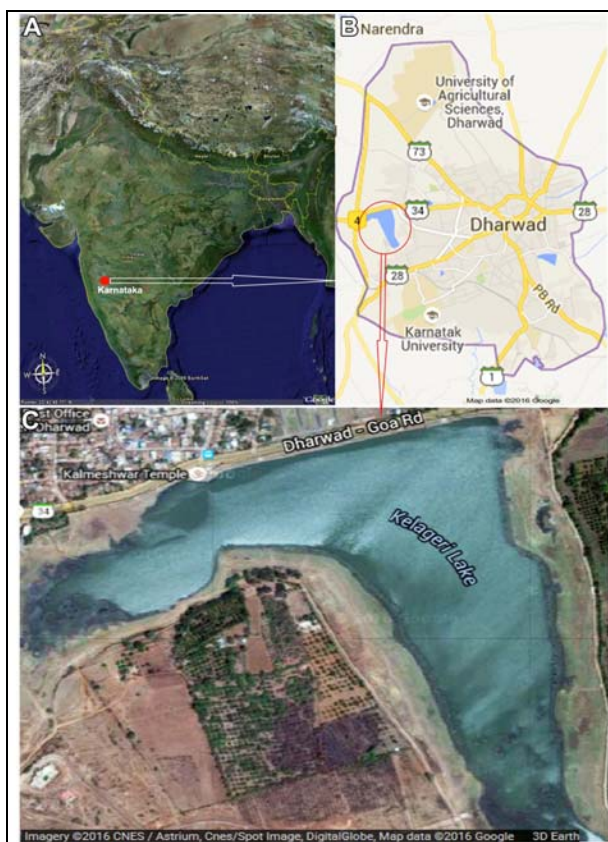 A
Karnataka
N
W
E
S
Google
B
Narendra
University of
Agricultural
Sciences,
Dharwad
73
4
34
28
Dharwad
28
PB Rd
Karnatak
University
1
Map data ©2016 Google
C
st Office
Dharwad
Dharwad - Goa Rd
Kalmeshwar Temple
34
Kelageri Lake
Imagery ©2016 CNES / Astrium, Cnes/Spot Image, DigitalGlobe, Map data ©2016 Google
3D Earth